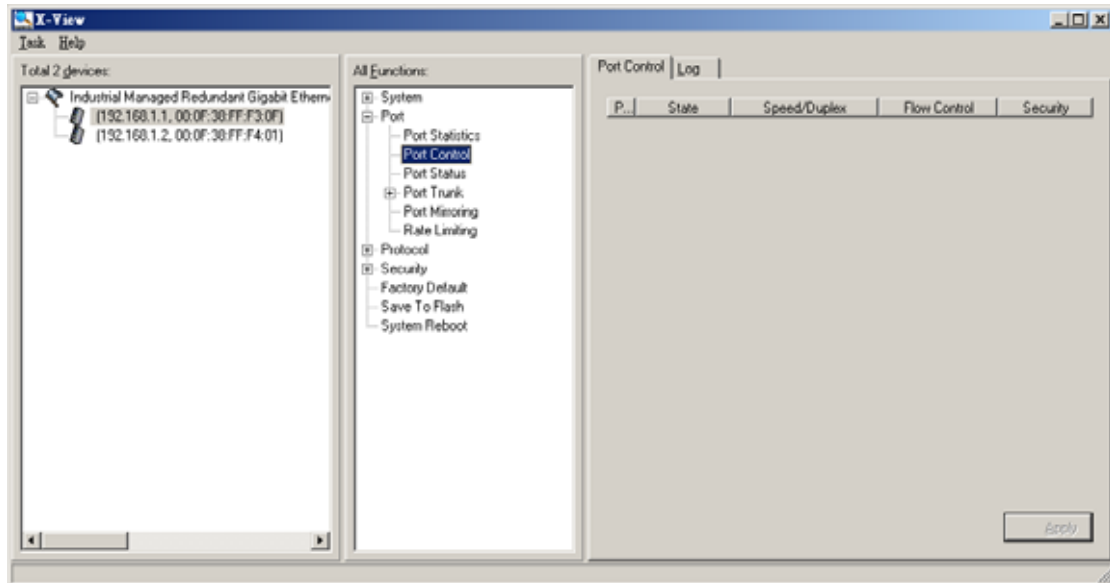 X-View
Task Help
Total 2 devices:
Industrial Managed Redundant Gigabit Ethern
(192.168.1.1, 00:0F:38:FF:F3:0F)
(192.168.1.2, 00:0F:38:FF:F4:01)
All Functions:
System
Port
Port Statistics
Port Control
Port Status
Port Trunk
Port Mirroring
Rate Limiting
Protocol
Security
Factory Default
Save To Flash
System Reboot
Port Control Log
P... State Speed/Duplex Flow Control Security
Apply